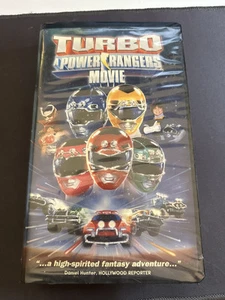 TURBO
A POWER RANGERS
MOVIE
"...a high-spirited fantasy adventure..."
Daniel Hunter, HOLLYWOOD REPORTER